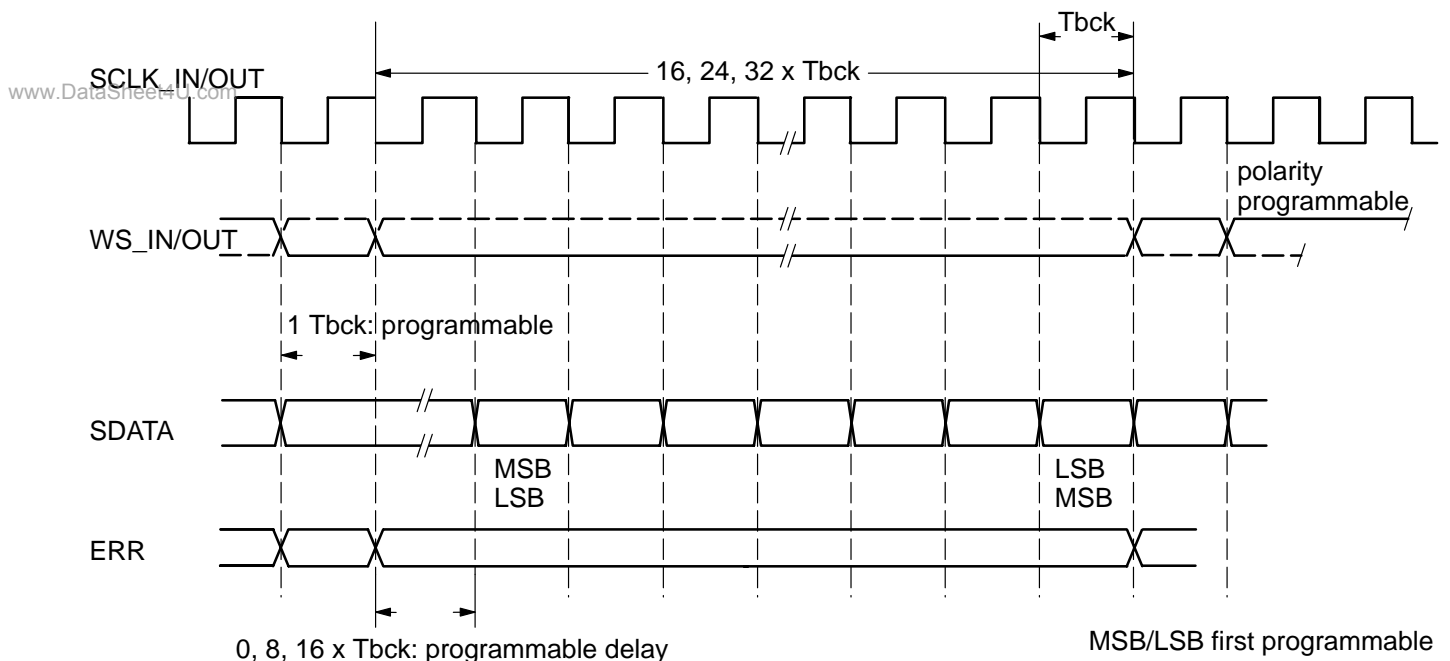 Tbck
SCLK_IN/OUT
16, 24, 32 x Tbck
www.DataSheet4U.com
polarity
programmable
WS_IN/OUT
1 Tbck: programmable
SDATA
MSB
LSB
LSB
MSB
ERR
0, 8, 16 x Tbck: programmable delay
MSB/LSB first programmable